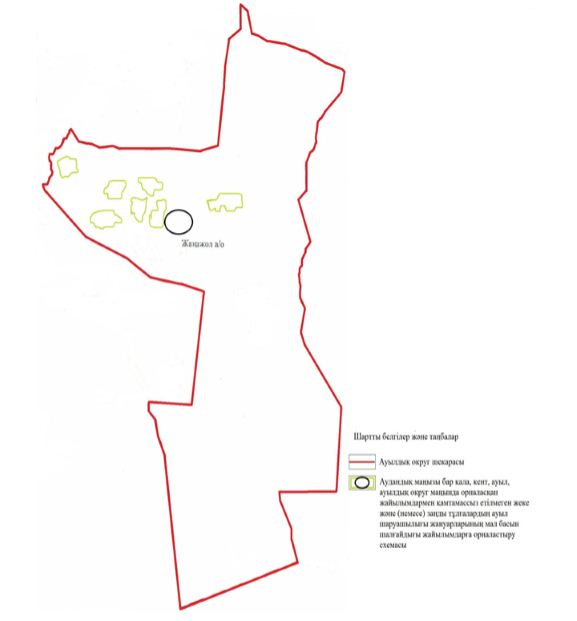 Жаңажол а/о
Шартты белгілер және таңбалар
Ауылдық округ шекарасы
Аудандық маңызы бар қала, кент, ауыл,
ауылдық округ маңында орналасқан
жайылымдармен қамтамассыз етілмеген жеке
және (немесе) заңды тұлғалардың ауыл
шаруашылығы жануарларының мал басын
шалғайдағы жайылымдарға орналастыру
схемасы